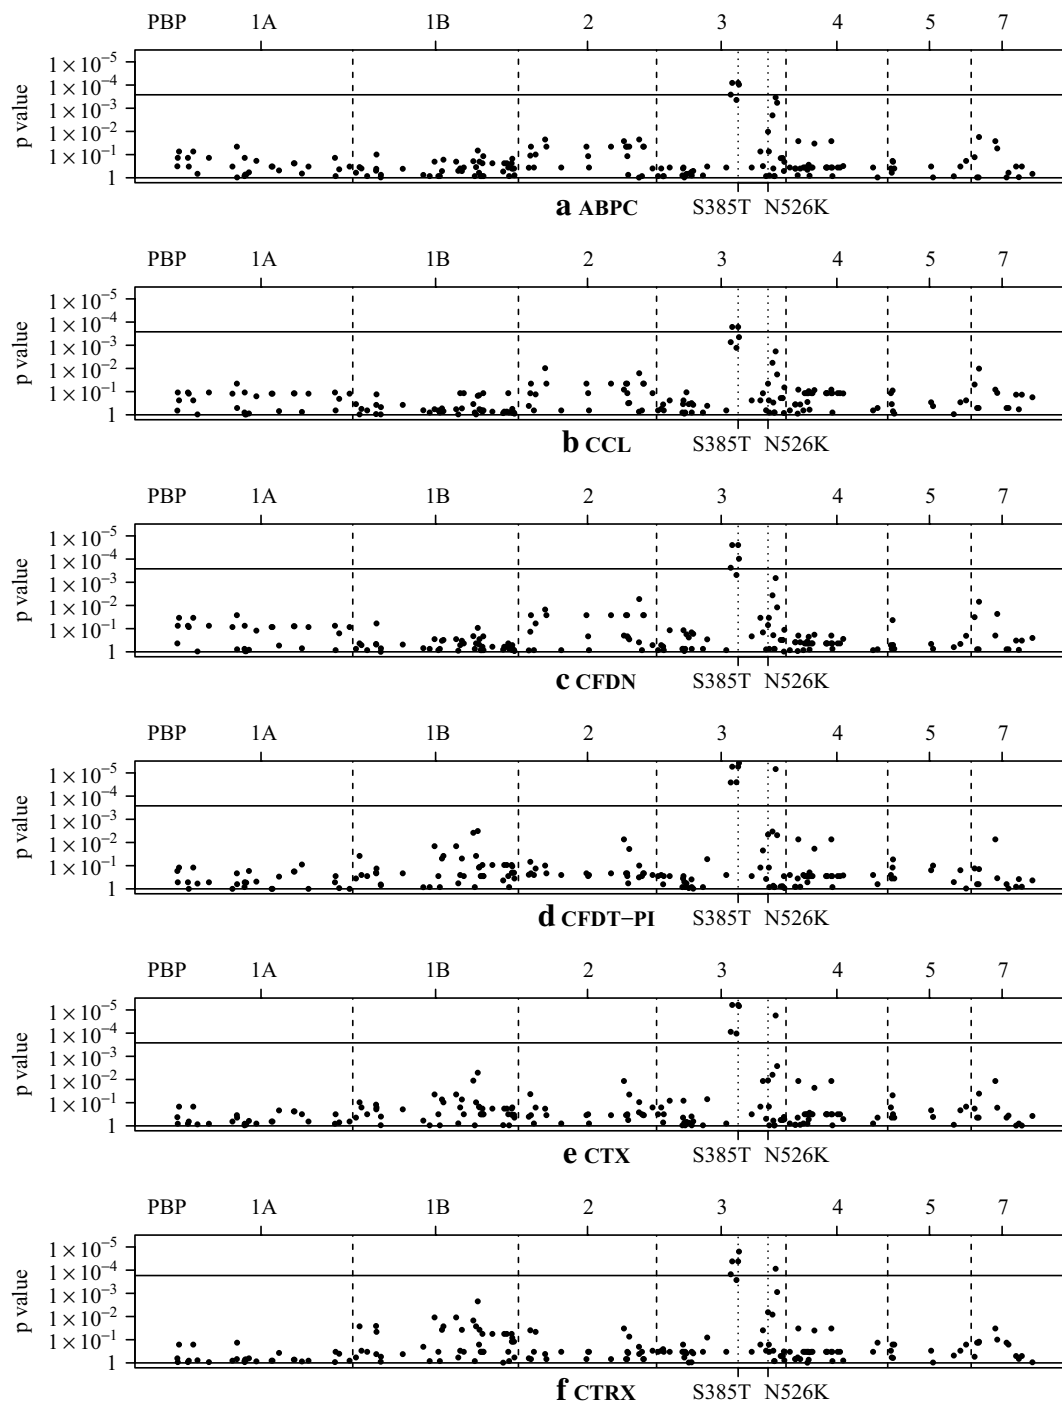 PBP 1A 1B 2 3 4 5 7
p value
1 × 10⁻⁵
1 × 10⁻⁴
1 × 10⁻³
1 × 10⁻²
1 × 10⁻¹
1
a ABPC S385T N526K
PBP 1A 1B 2 3 4 5 7
p value
1 × 10⁻⁵
1 × 10⁻⁴
1 × 10⁻³
1 × 10⁻²
1 × 10⁻¹
1
b CCL S385T N526K
PBP 1A 1B 2 3 4 5 7
p value
1 × 10⁻⁵
1 × 10⁻⁴
1 × 10⁻³
1 × 10⁻²
1 × 10⁻¹
1
c CFDN S385T N526K
PBP 1A 1B 2 3 4 5 7
p value
1 × 10⁻⁵
1 × 10⁻⁴
1 × 10⁻³
1 × 10⁻²
1 × 10⁻¹
1
d CFDT−PI S385T N526K
PBP 1A 1B 2 3 4 5 7
p value
1 × 10⁻⁵
1 × 10⁻⁴
1 × 10⁻³
1 × 10⁻²
1 × 10⁻¹
1
e CTX S385T N526K
PBP 1A 1B 2 3 4 5 7
p value
1 × 10⁻⁵
1 × 10⁻⁴
1 × 10⁻³
1 × 10⁻²
1 × 10⁻¹
1
f CTRX S385T N526K